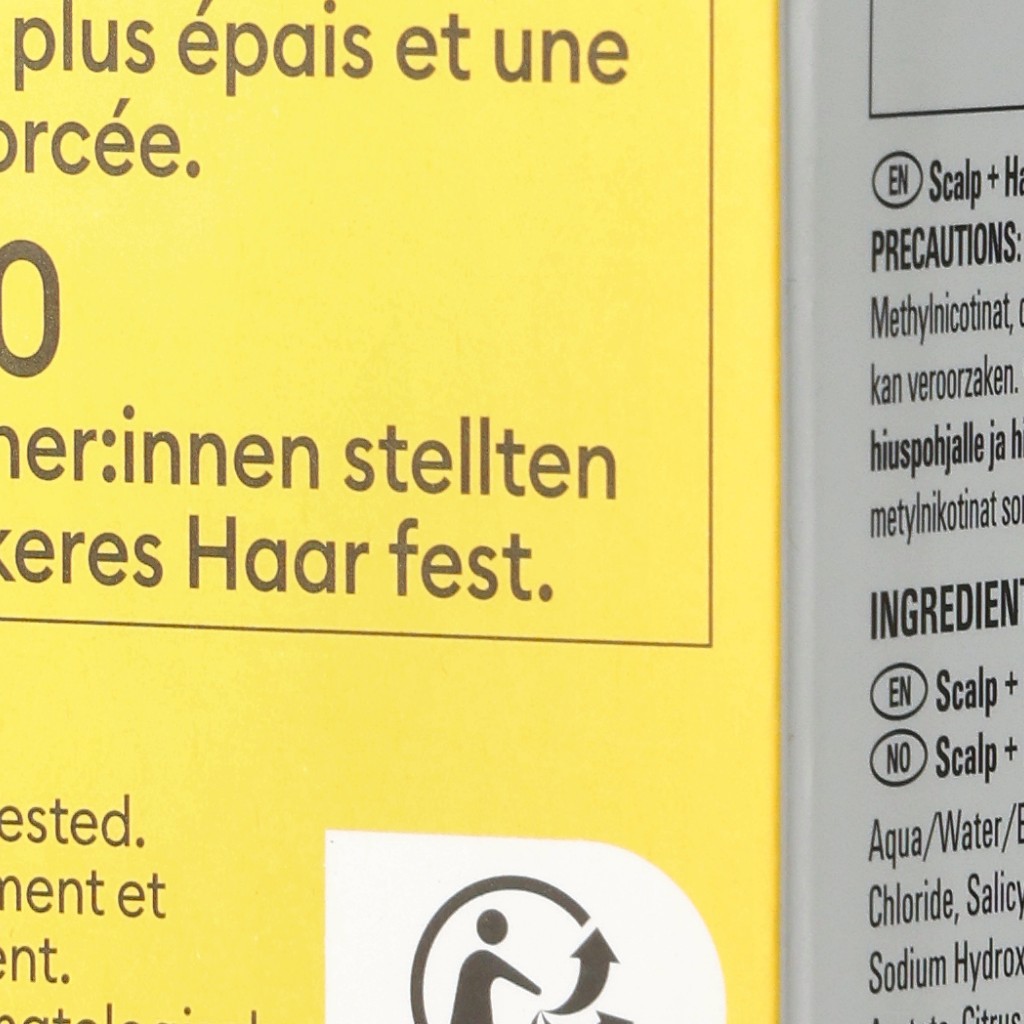 plus épais et une
orcée.
0
ner:innen stellten
keres Haar fest.
ested.
ment et
ent.
matologisch
EN Scalp + Ha
PRECAUTIONS:
Methylnicotinat,
kan veroorzaken.
hiuspohjalle ja hi
metylnikotinat so
INGREDIENT
EN Scalp +
NO Scalp +
Aqua/Water/E
Chloride, Salicy
Sodium Hydrox
Citrus